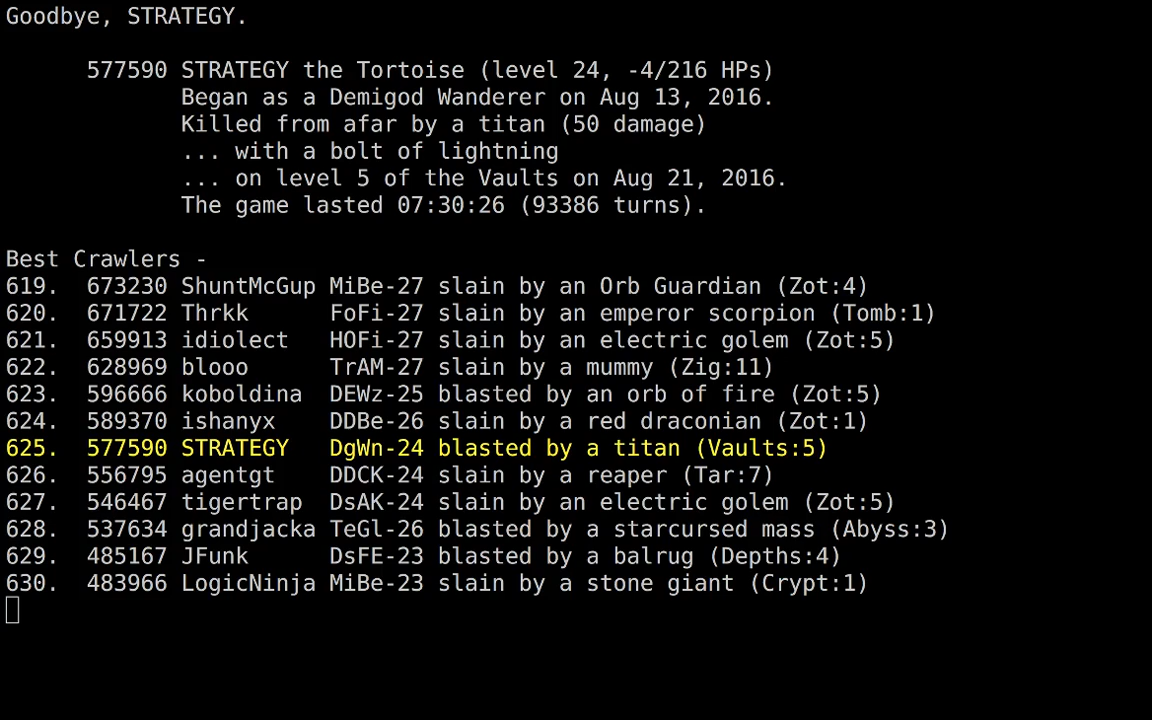 Goodbye, STRATEGY.
577590 STRATEGY the Tortoise (level 24, -4/216 HPs)
Began as a Demigod Wanderer on Aug 13, 2016.
Killed from afar by a titan (50 damage)
... with a bolt of lightning
... on level 5 of the Vaults on Aug 21, 2016.
The game lasted 07:30:26 (93386 turns).
Best Crawlers -
619. 673230 ShuntMcGup MiBe-27 slain by an Orb Guardian (Zot:4)
620. 671722 Thrkk FoFi-27 slain by an emperor scorpion (Tomb:1)
621. 659913 idiolect HOFi-27 slain by an electric golem (Zot:5)
622. 628969 blooo TrAM-27 slain by a mummy (Zig:11)
623. 596666 koboldina DEWz-25 blasted by an orb of fire (Zot:5)
624. 589370 ishanyx DDBe-26 slain by a red draconian (Zot:1)
625. 577590 STRATEGY DgWn-24 blasted by a titan (Vaults:5)
626. 556795 agentgt DDCK-24 slain by a reaper (Tar:7)
627. 546467 tigertrap DsAK-24 slain by an electric golem (Zot:5)
628. 537634 grandjacka TeGl-26 blasted by a starcursed mass (Abyss:3)
629. 485167 JFunk DsFE-23 blasted by a balrug (Depths:4)
630. 483966 LogicNinja MiBe-23 slain by a stone giant (Crypt:1)